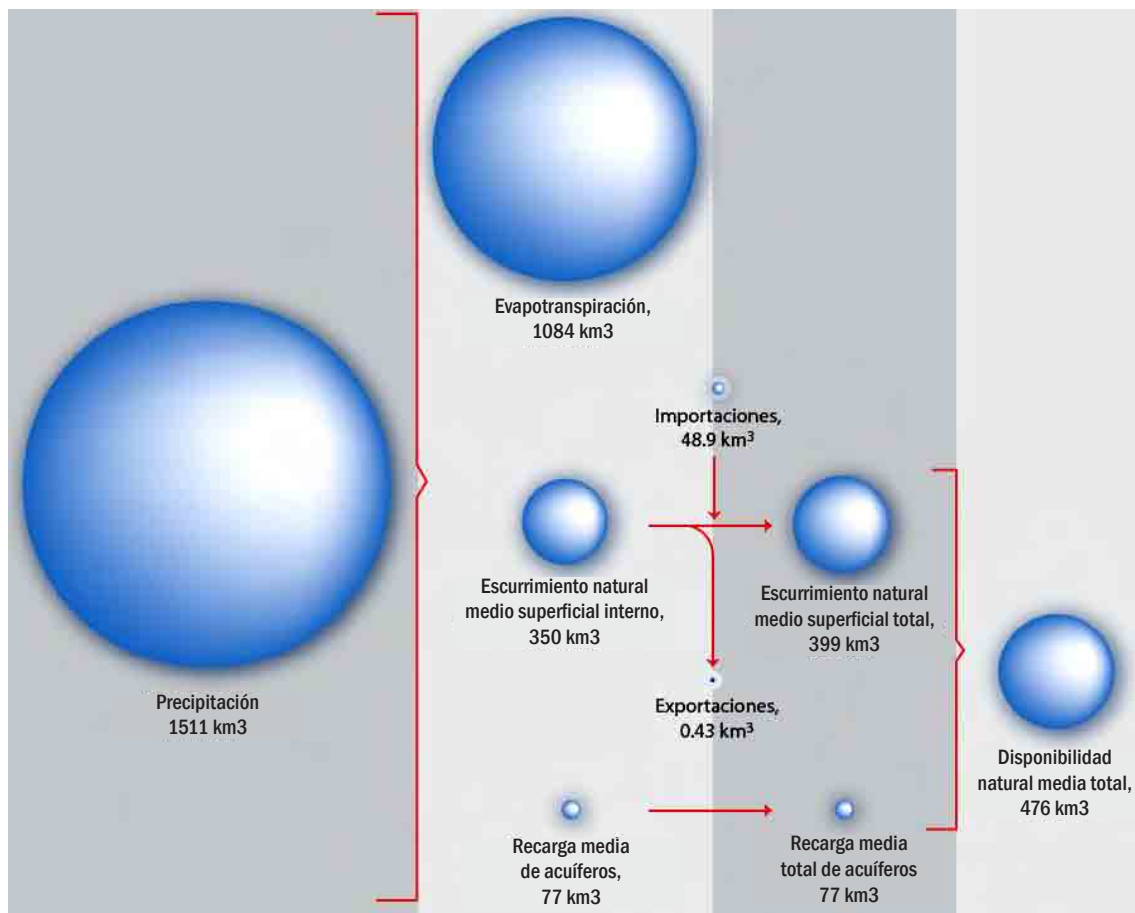 Evapotranspiración,
1084 km3
Importaciones,
48.9 km³
Escurrimiento natural
medio superficial interno,
350 km3
Escurrimiento natural
medio superficial total,
399 km3
Precipitación
1511 km3
Exportaciones,
0.43 km³
Disponibilidad
natural media total,
476 km3
Recarga media
de acuíferos,
77 km3
Recarga media
total de acuíferos
77 km3